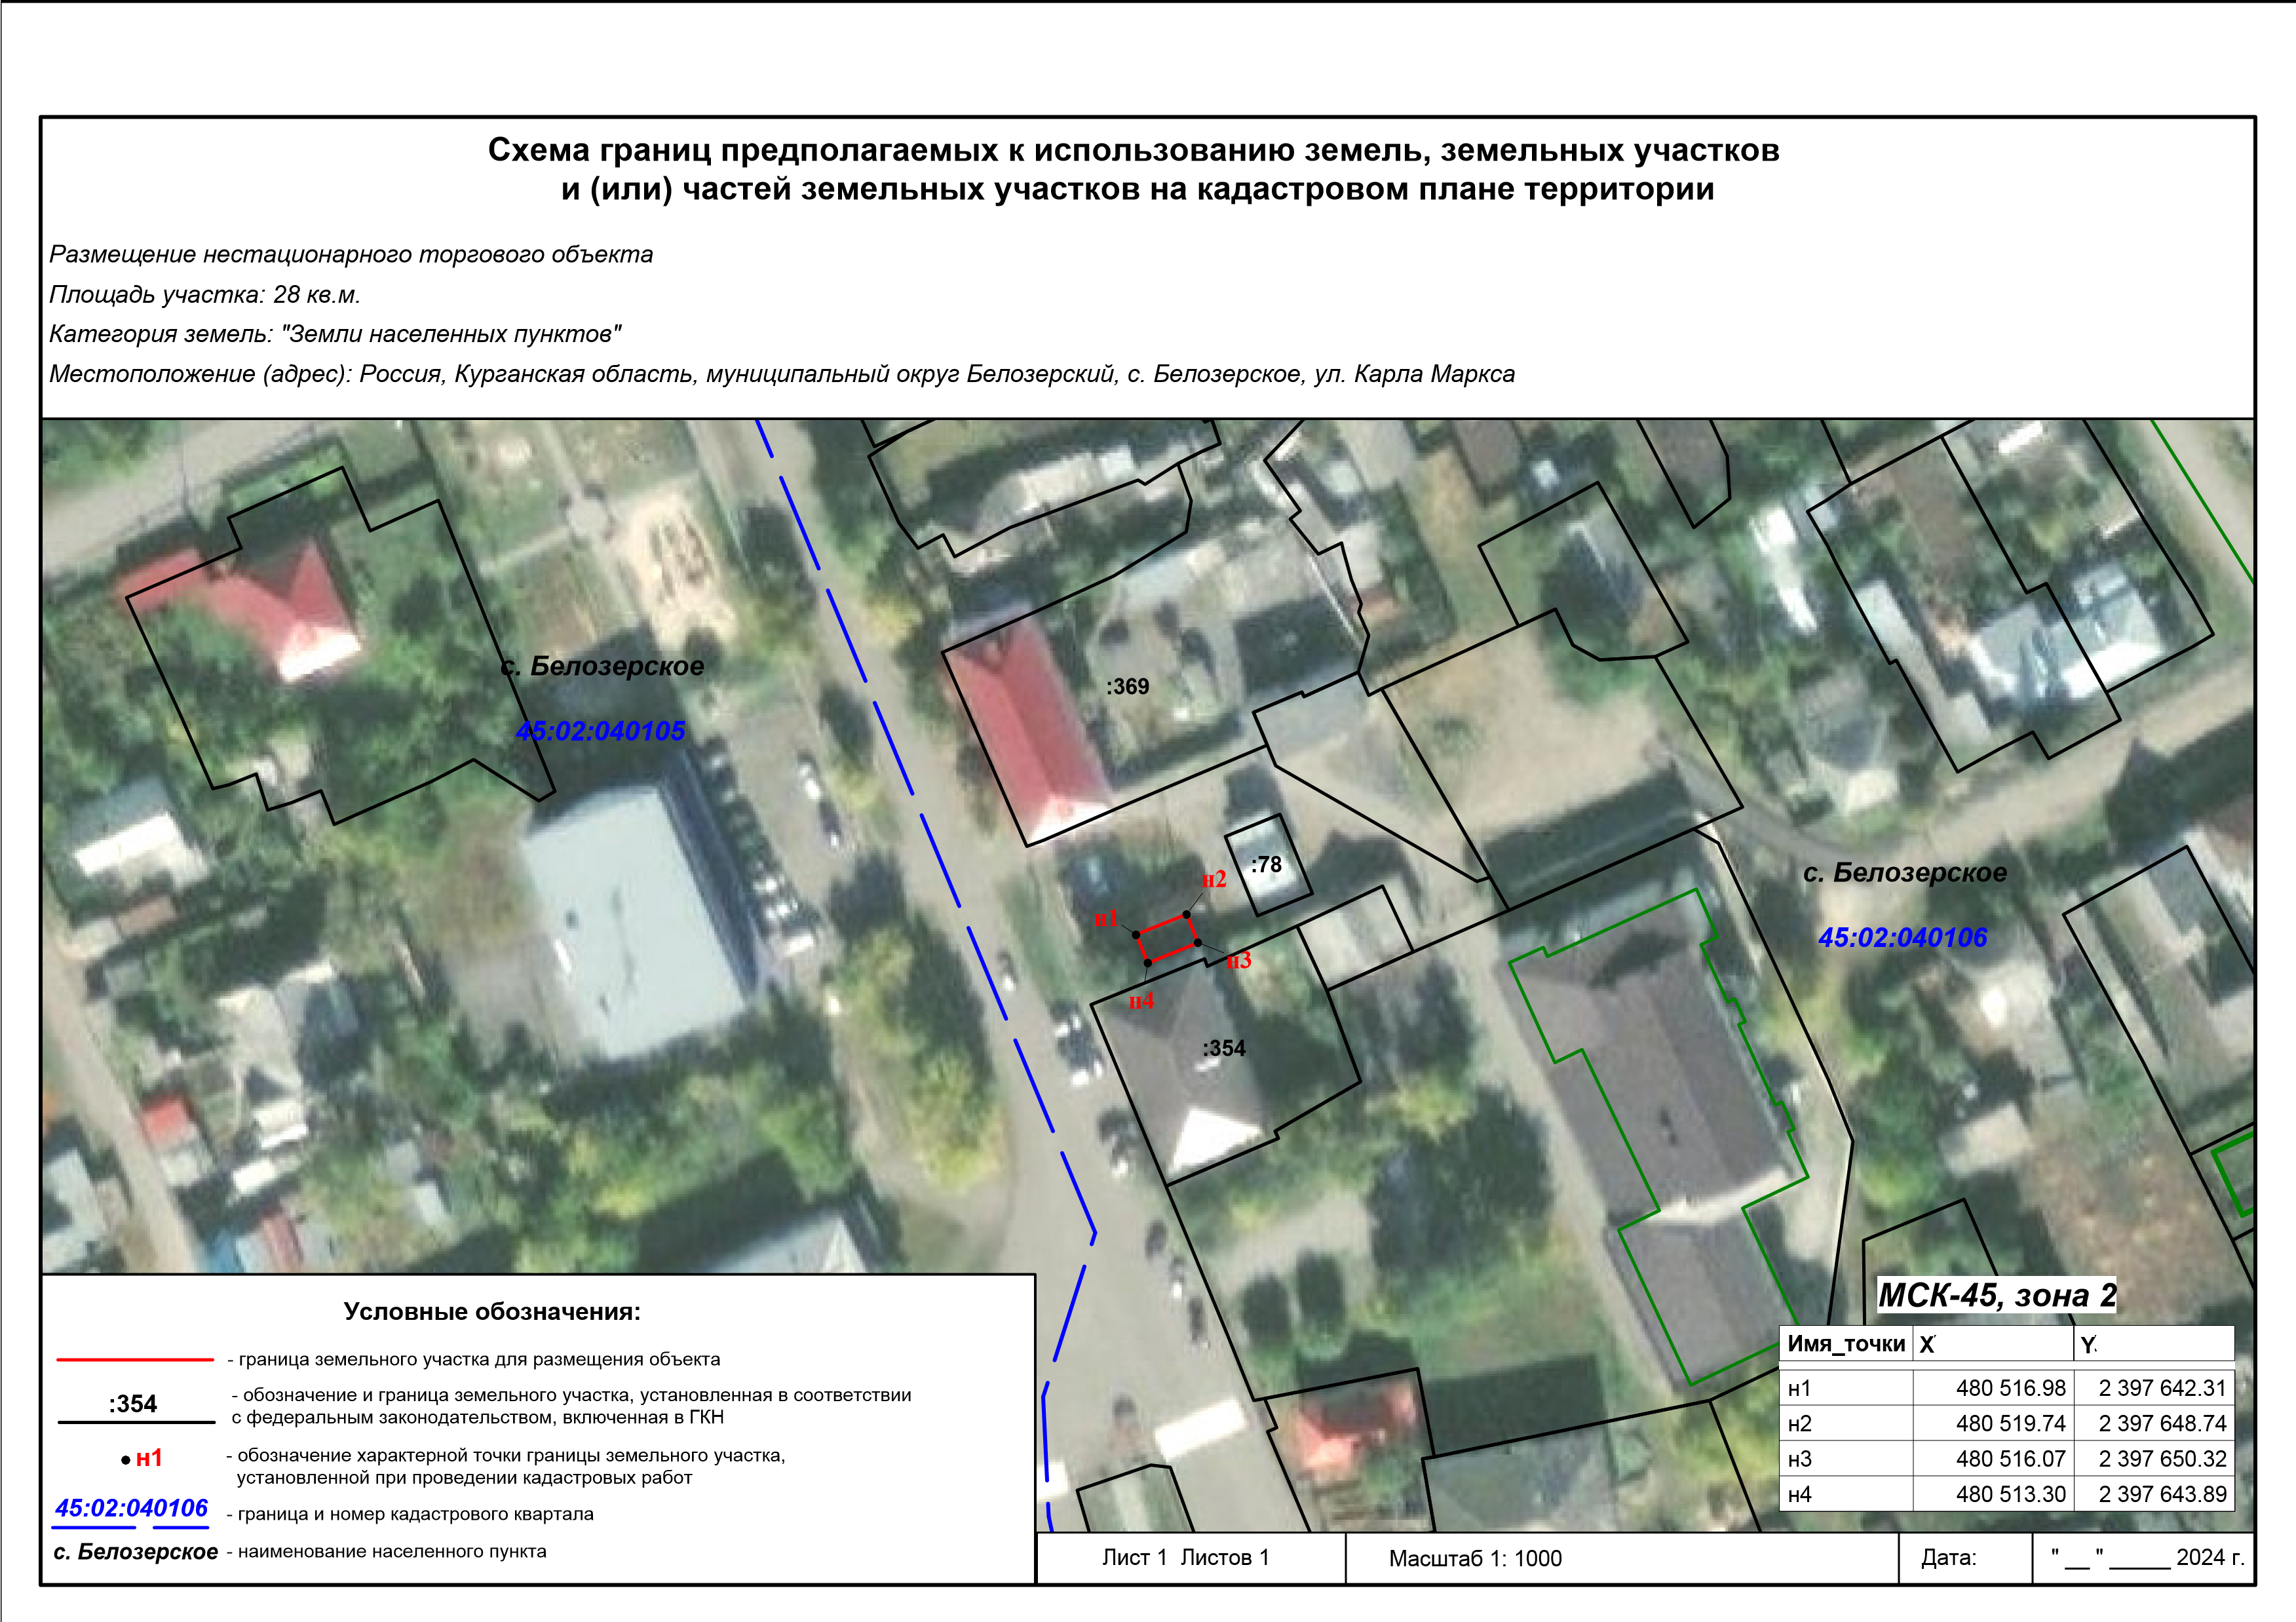 Схема границ предполагаемых к использованию земель, земельных участков
и (или) частей земельных участков на кадастровом плане территории
Размещение нестационарного торгового объекта
Площадь участка: 28 кв.м.
Категория земель: "Земли населенных пунктов"
Местоположение (адрес): Россия, Курганская область, муниципальный округ Белозерский, с. Белозерское, ул. Карла Маркса
с. Белозерское
45:02:040105
:369
:78
н2
н1
н3
н4
:354
с. Белозерское
45:02:040106
МСК-45, зона 2
Имя_точки X Y
н1 480 516.98 2 397 642.31
н2 480 519.74 2 397 648.74
н3 480 516.07 2 397 650.32
н4 480 513.30 2 397 643.89
Условные обозначения:
- граница земельного участка для размещения объекта
:354 - обозначение и граница земельного участка, установленная в соответствии
с федеральным законодательством, включенная в ГКН
н1 - обозначение характерной точки границы земельного участка,
установленной при проведении кадастровых работ
45:02:040106 - граница и номер кадастрового квартала
с. Белозерское - наименование населенного пункта
Лист 1 Листов 1 Масштаб 1: 1000 Дата: " __ " _____ 2024 г.